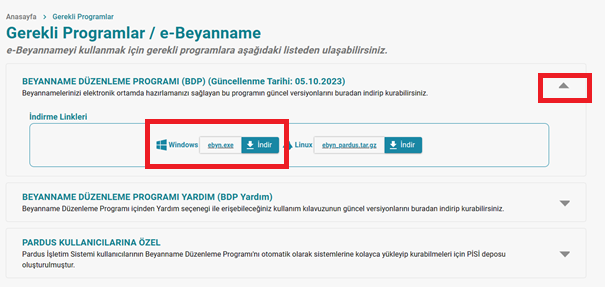 Anasayfa > Gerekli Programlar
Gerekli Programlar / e-Beyanname
e-Beyannameyi kullanmak için gerekli programlara aşağıdaki listeden ulaşabilirsiniz.
BEYANNAME DÜZENLEME PROGRAMI (BDP) (Güncellenme Tarihi: 05.10.2023)
Beyannamelerinizi elektronik ortamda hazırlamanızı sağlayan bu programın güncel versiyonlarını buradan indirip kurabilirsiniz.
İndirme Linkleri
Windows ebyn.exe İndir Linux ebyn_pardus.tar.gz İndir
BEYANNAME DÜZENLEME PROGRAMI YARDIM (BDP Yardım)
Beyanname Düzenleme Programı içinden Yardım seçeneği ile erişebileceğiniz kullanım kılavuzunun güncel versiyonlarını buradan indirip kurabilirsiniz.
PARDUS KULLANICILARINA ÖZEL
Pardus İşletim Sistemi kullanıcılarının Beyanname Düzenleme Programı'nı otomatik olarak sistemlerine kolayca yükleyip kurabilmeleri için PİSİ deposu
oluşturulmuştur.